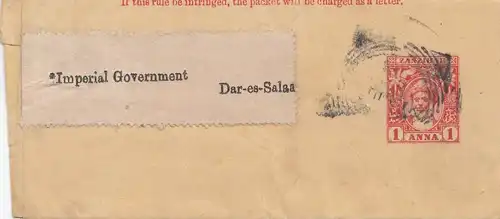 If this rule be infringed, the packet will be charged as a letter.
*Imperial Government
Dar-es-Salaa
ZANZIBAR
1 1
ANNA